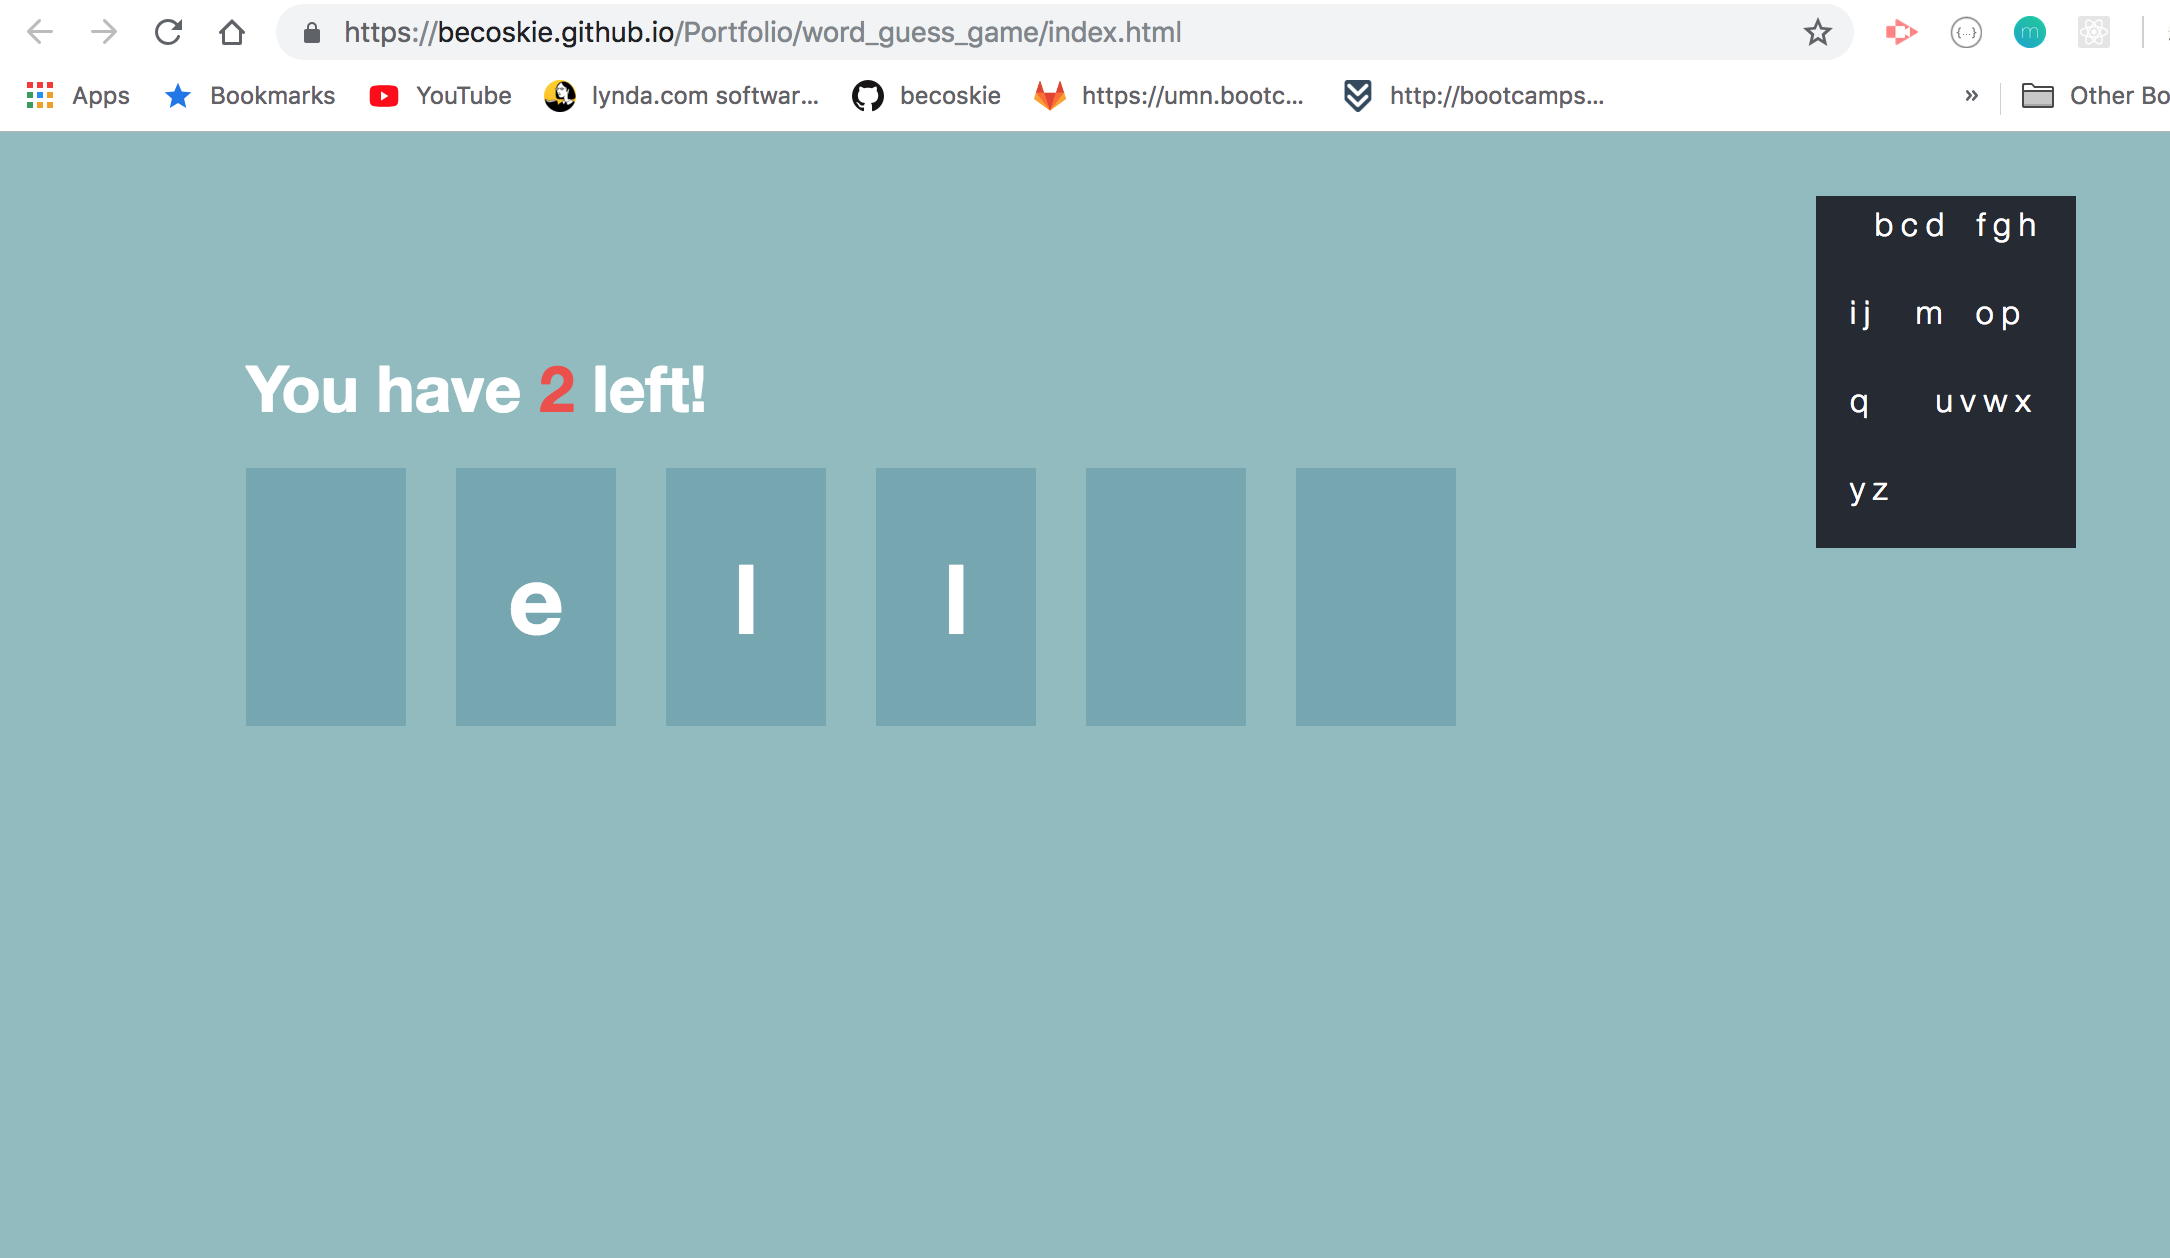 https://becoskie.github.io/Portfolio/word_guess_game/index.html
{...} m
Apps Bookmarks YouTube lynda.com softwar... becoskie https://umn.bootc... http://bootcamps... » Other Bo
b c d f g h
i j m o p
q u v w x
y z
You have 2 left!
e l l